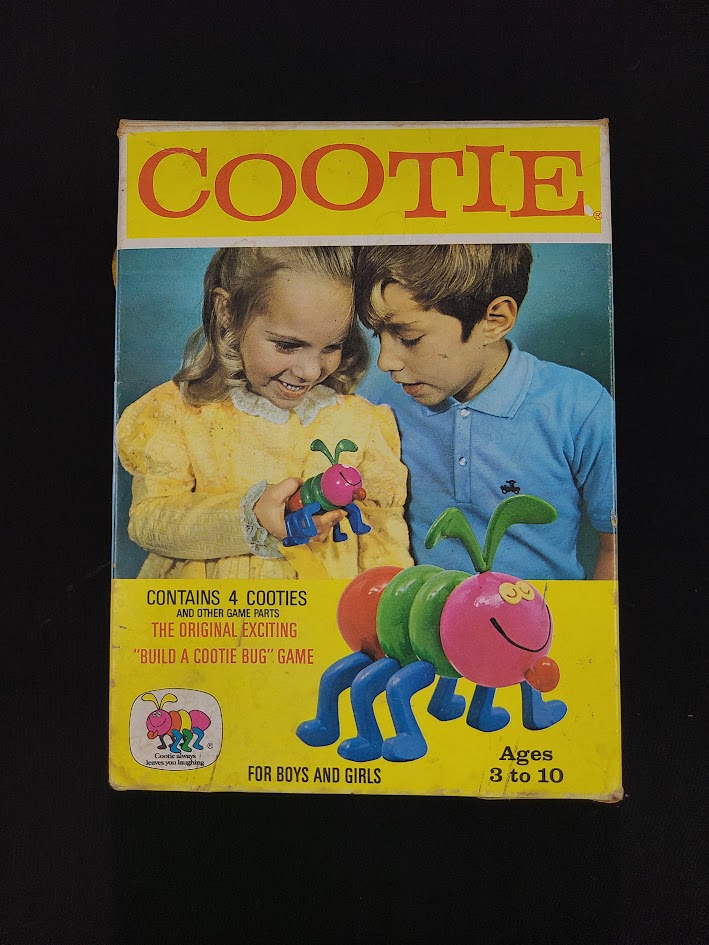 COOTIE®
CONTAINS 4 COOTIES
AND OTHER GAME PARTS
THE ORIGINAL EXCITING
"BUILD A COOTIE BUG" GAME
®
Cootie always
leaves you laughing
FOR BOYS AND GIRLS
Ages
3 to 10